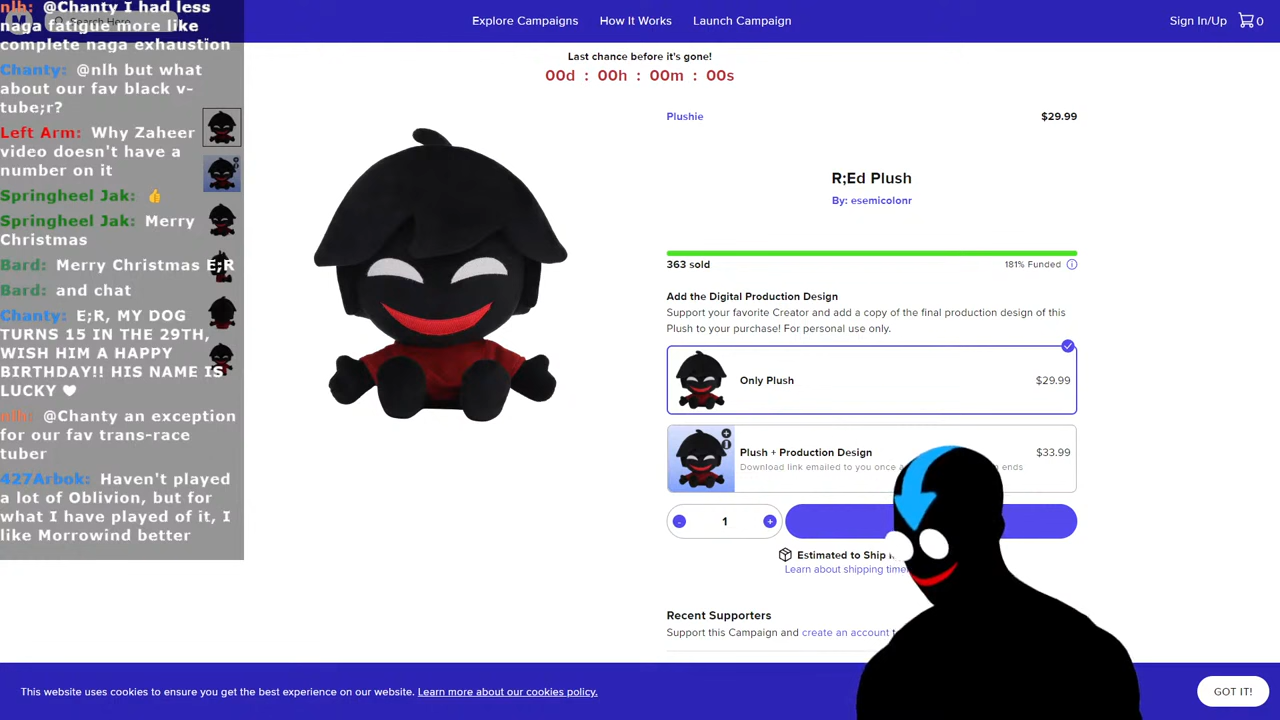 nlh: @Chanty I had less
naga fatigue more like
complete naga exhaustion
Chanty: @nlh but what
about our fav black v-
tube;r?
Left Arm: Why Zaheer
video doesn't have a
number on it
Springheel Jak: 👍
Springheel Jak: Merry
Christmas
Bard: Merry Christmas E;R
Bard: and chat
Chanty: E;R, MY DOG
TURNS 15 IN THE 29TH,
WISH HIM A HAPPY
BIRTHDAY!! HIS NAME IS
LUCKY ♥
nlh: @Chanty an exception
for our fav trans-race
tuber
427Arbok: Haven't played
a lot of Oblivion, but for
what I have played of it, I
like Morrowind better
Search Here
Explore Campaigns How It Works Launch Campaign
Sign In/Up 0
Last chance before it's gone!
00d : 00h : 00m : 00s
Plushie $29.99
R;Ed Plush
By: esemicolonr
363 sold 181% Funded
Add the Digital Production Design
Support your favorite Creator and add a copy of the final production design of this
Plush to your purchase! For personal use only.
Only Plush $29.99
Plush + Production Design $33.99
Download link emailed to you once ends
- 1 +
Estimated to Ship
Learn about shipping
Recent Supporters
Support this Campaign and create an account
This website uses cookies to ensure you get the best experience on our website. Learn more about our cookies policy.
GOT IT!